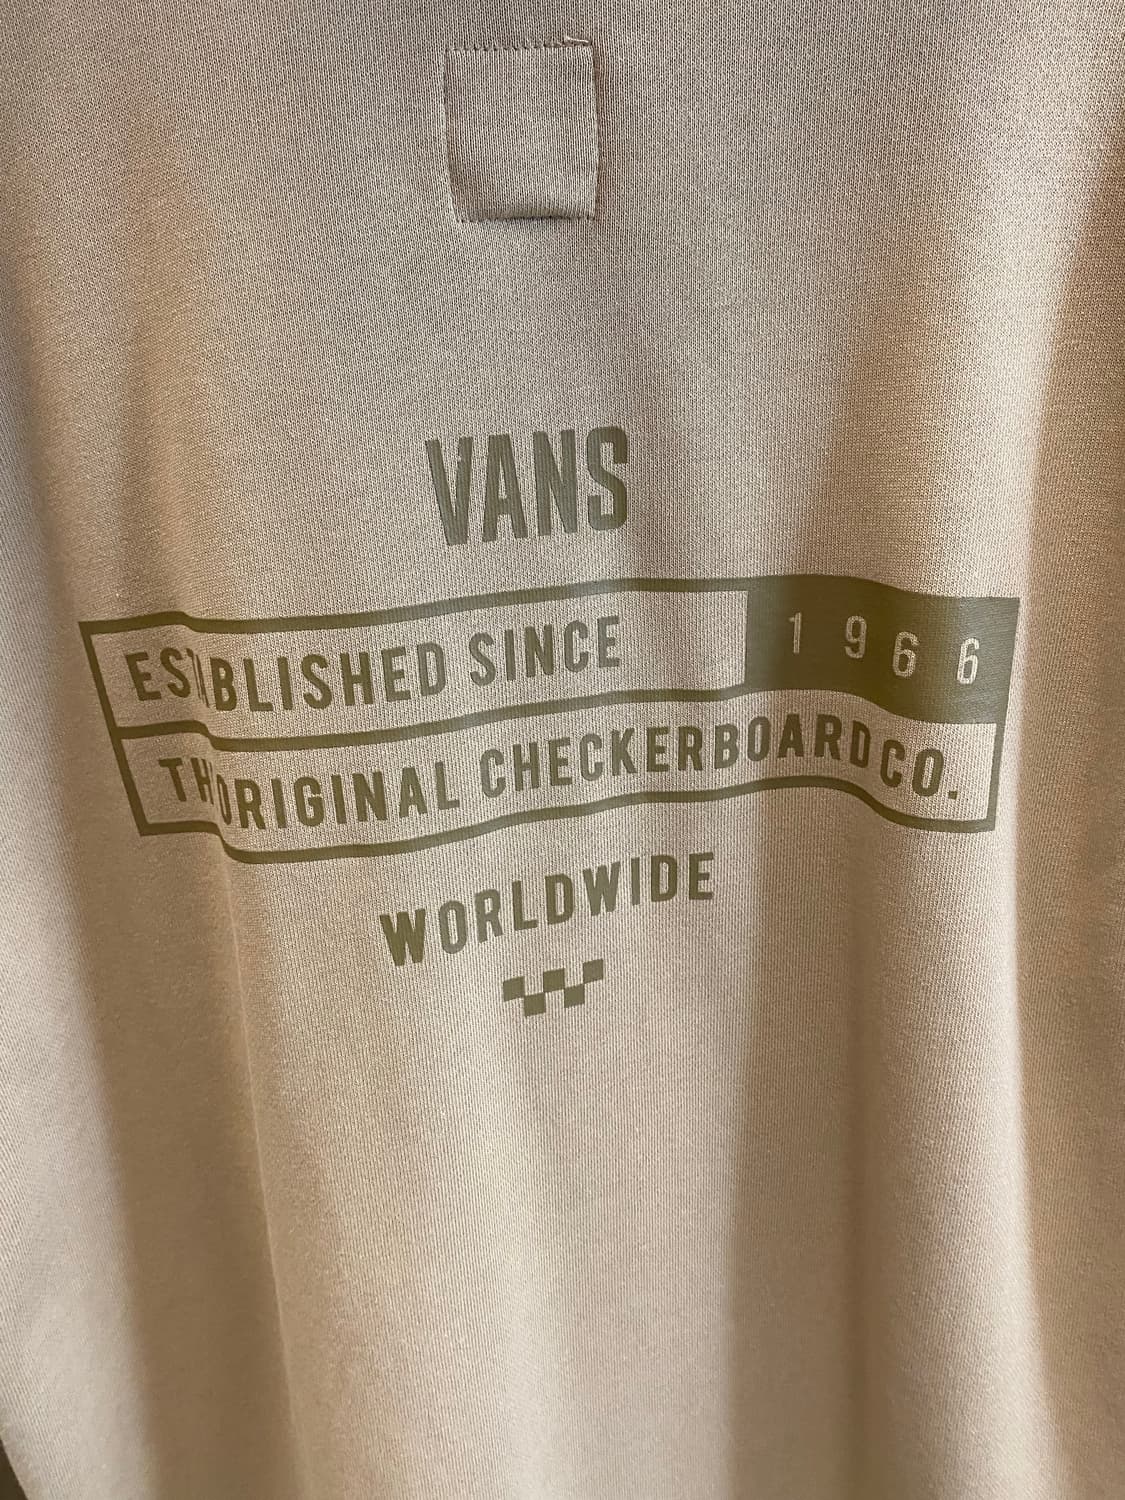 VANS
ESTABLISHED SINCE 1966
THE ORIGINAL CHECKERBOARD CO.
WORLDWIDE